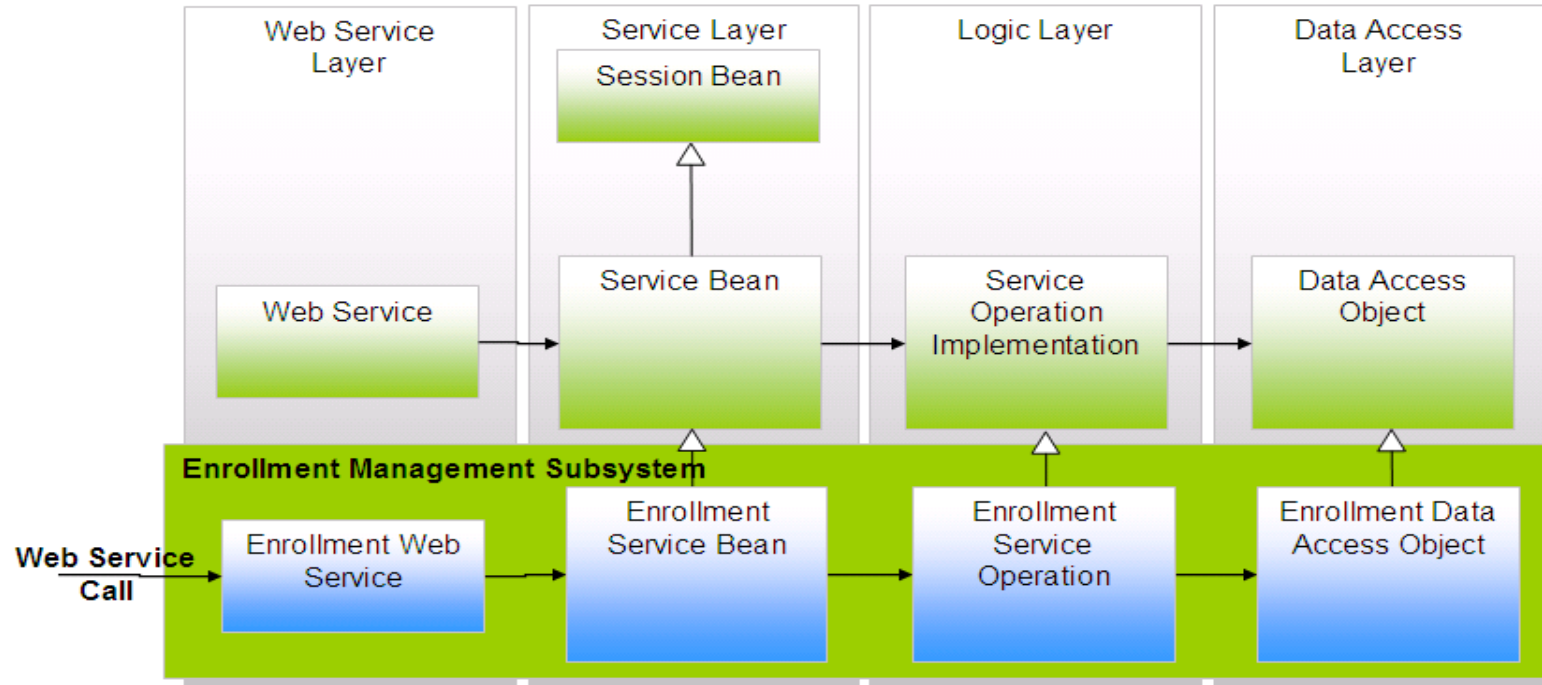 Web Service
Layer
Service Layer
Logic Layer
Data Access
Layer
Session Bean
Web Service
Service Bean
Service
Operation
Implementation
Data Access
Object
Enrollment Management Subsystem
Web Service
Call
Enrollment Web
Service
Enrollment
Service Bean
Enrollment
Service
Operation
Enrollment Data
Access Object